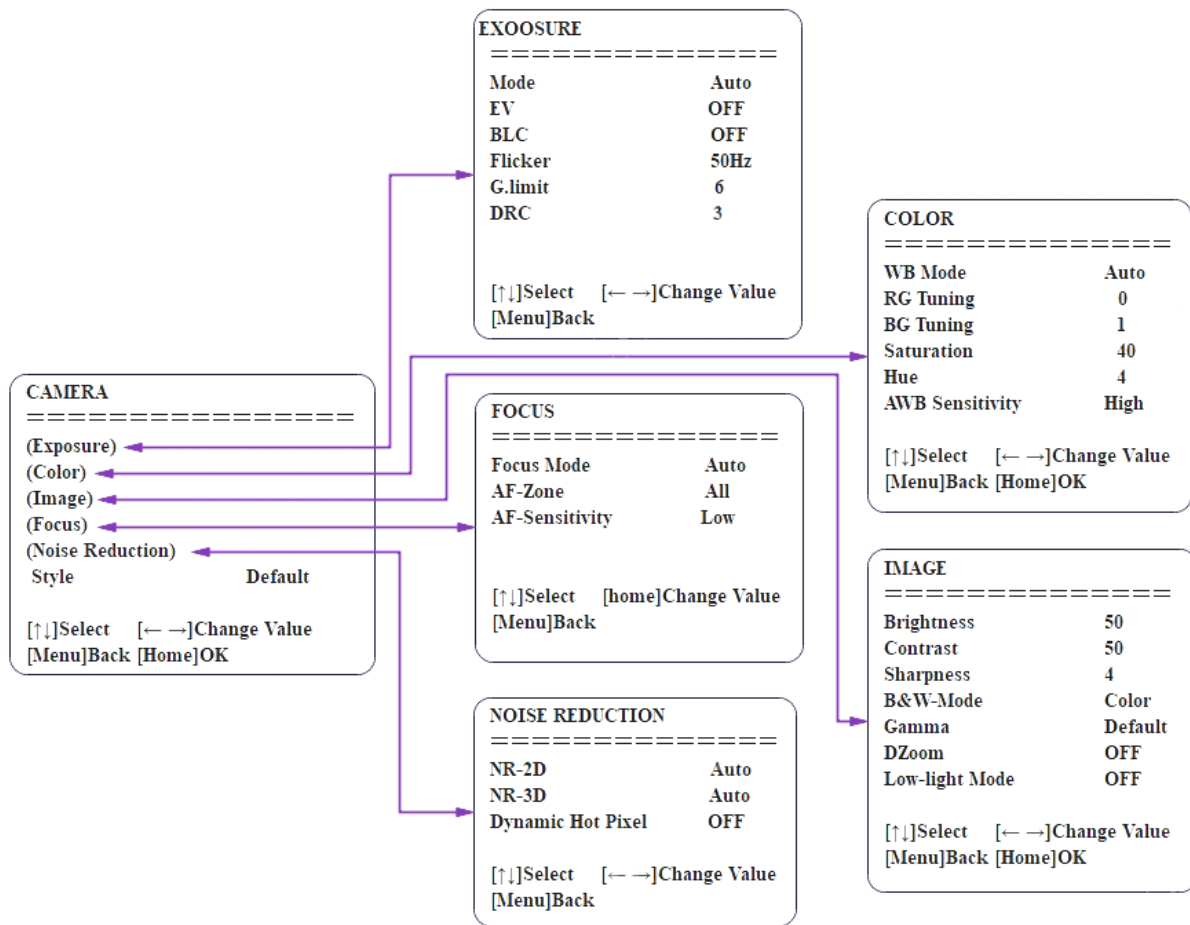 EXOOSURE
===============
Mode Auto
EV OFF
BLC OFF
Flicker 50Hz
G.limit 6
DRC 3
[↑↓]Select [← →]Change Value
[Menu]Back
COLOR
===============
WB Mode Auto
RG Tuning 0
BG Tuning 1
Saturation 40
Hue 4
AWB Sensitivity High
[↑↓]Select [← →]Change Value
[Menu]Back [Home]OK
CAMERA
=================
(Exposure)
(Color)
(Image)
(Focus)
(Noise Reduction)
Style Default
[↑↓]Select [← →]Change Value
[Menu]Back [Home]OK
FOCUS
===============
Focus Mode Auto
AF-Zone All
AF-Sensitivity Low
[↑↓]Select [home]Change Value
[Menu]Back
IMAGE
===============
Brightness 50
Contrast 50
Sharpness 4
B&W-Mode Color
Gamma Default
DZoom OFF
Low-light Mode OFF
[↑↓]Select [← →]Change Value
[Menu]Back [Home]OK
NOISE REDUCTION
===============
NR-2D Auto
NR-3D Auto
Dynamic Hot Pixel OFF
[↑↓]Select [← →]Change Value
[Menu]Back